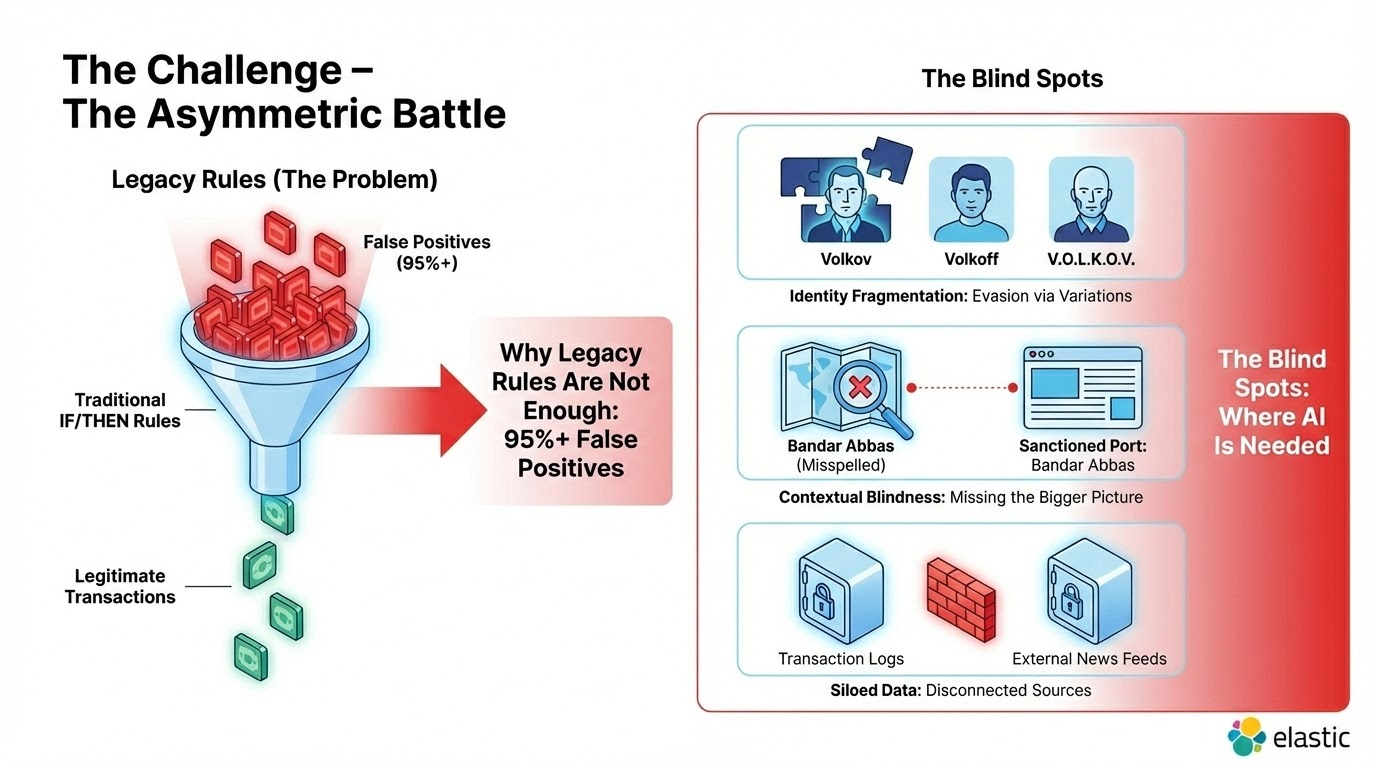 The Challenge –
The Asymmetric Battle
Legacy Rules (The Problem)
False Positives
(95%+)
Traditional
IF/THEN Rules
Legitimate
Transactions
Why Legacy
Rules Are Not
Enough:
95%+ False
Positives
The Blind Spots
Volkov
Volkoff
V.O.L.K.O.V.
Identity Fragmentation: Evasion via Variations
Bandar Abbas
(Misspelled)
Sanctioned Port:
Bandar Abbas
Contextual Blindness: Missing the Bigger Picture
Transaction Logs
External News Feeds
Siloed Data: Disconnected Sources
The Blind
Spots:
Where AI
Is Needed
elastic